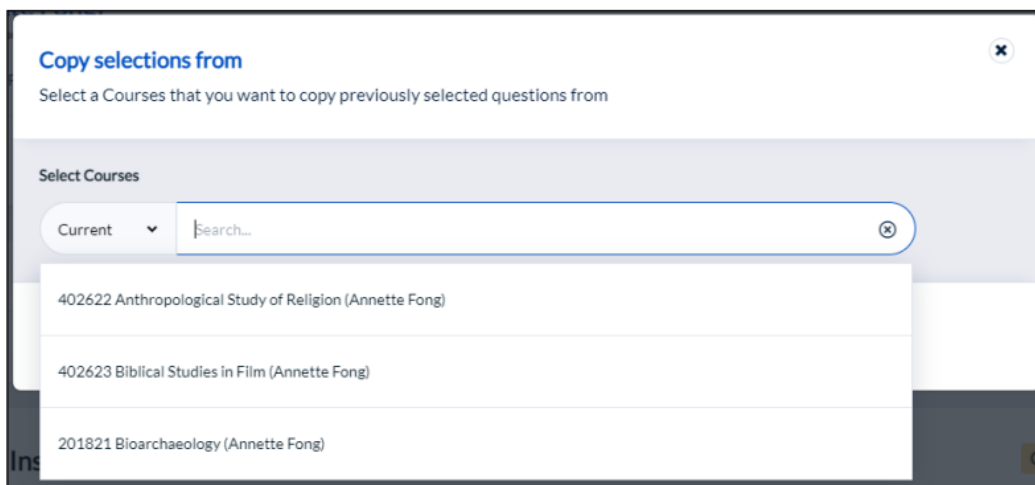 Copy selections from
Select a Courses that you want to copy previously selected questions from
Select Courses
Current Search...
402622 Anthropological Study of Religion (Annette Fong)
402623 Biblical Studies in Film (Annette Fong)
201821 Bioarchaeology (Annette Fong)
Ins